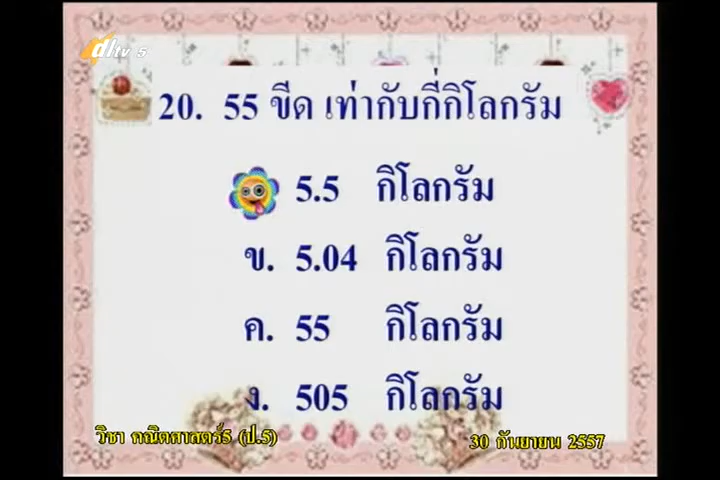 dltv 5
20. 55 ขีด เท่ากับกี่กิโลกรัม
5.5 กิโลกรัม
ข. 5.04 กิโลกรัม
ค. 55 กิโลกรัม
ง. 505 กิโลกรัม
วิชา คณิตศาสตร์5 (ป.5)
30 กันยายน 2557